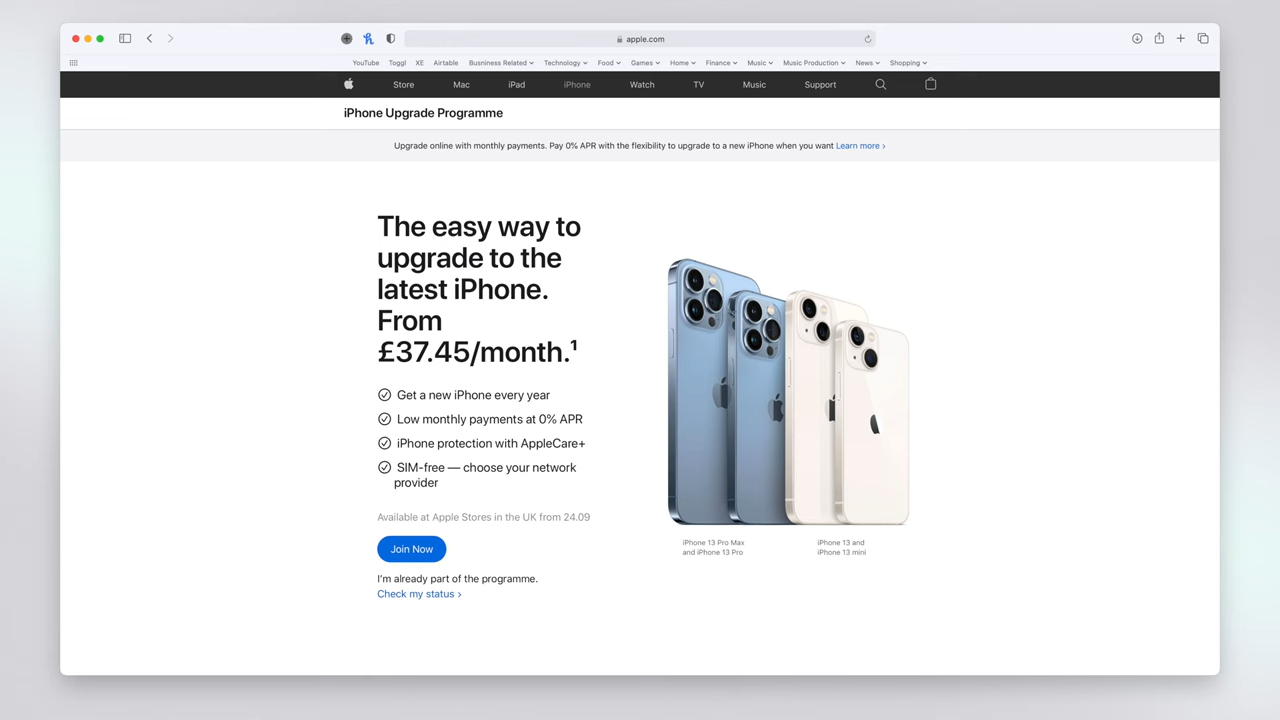 apple.com
YouTube Toggl XE Airtable Busniness Related Technology Food Games Home Finance Music Music Production News Shopping
Store Mac iPad iPhone Watch TV Music Support
iPhone Upgrade Programme
Upgrade online with monthly payments. Pay 0% APR with the flexibility to upgrade to a new iPhone when you want Learn more >
The easy way to
upgrade to the
latest iPhone.
From
£37.45/month.¹
Get a new iPhone every year
Low monthly payments at 0% APR
iPhone protection with AppleCare+
SIM-free — choose your network
provider
Available at Apple Stores in the UK from 24.09
Join Now
I'm already part of the programme.
Check my status >
iPhone 13 Pro Max
and iPhone 13 Pro
iPhone 13 and
iPhone 13 mini